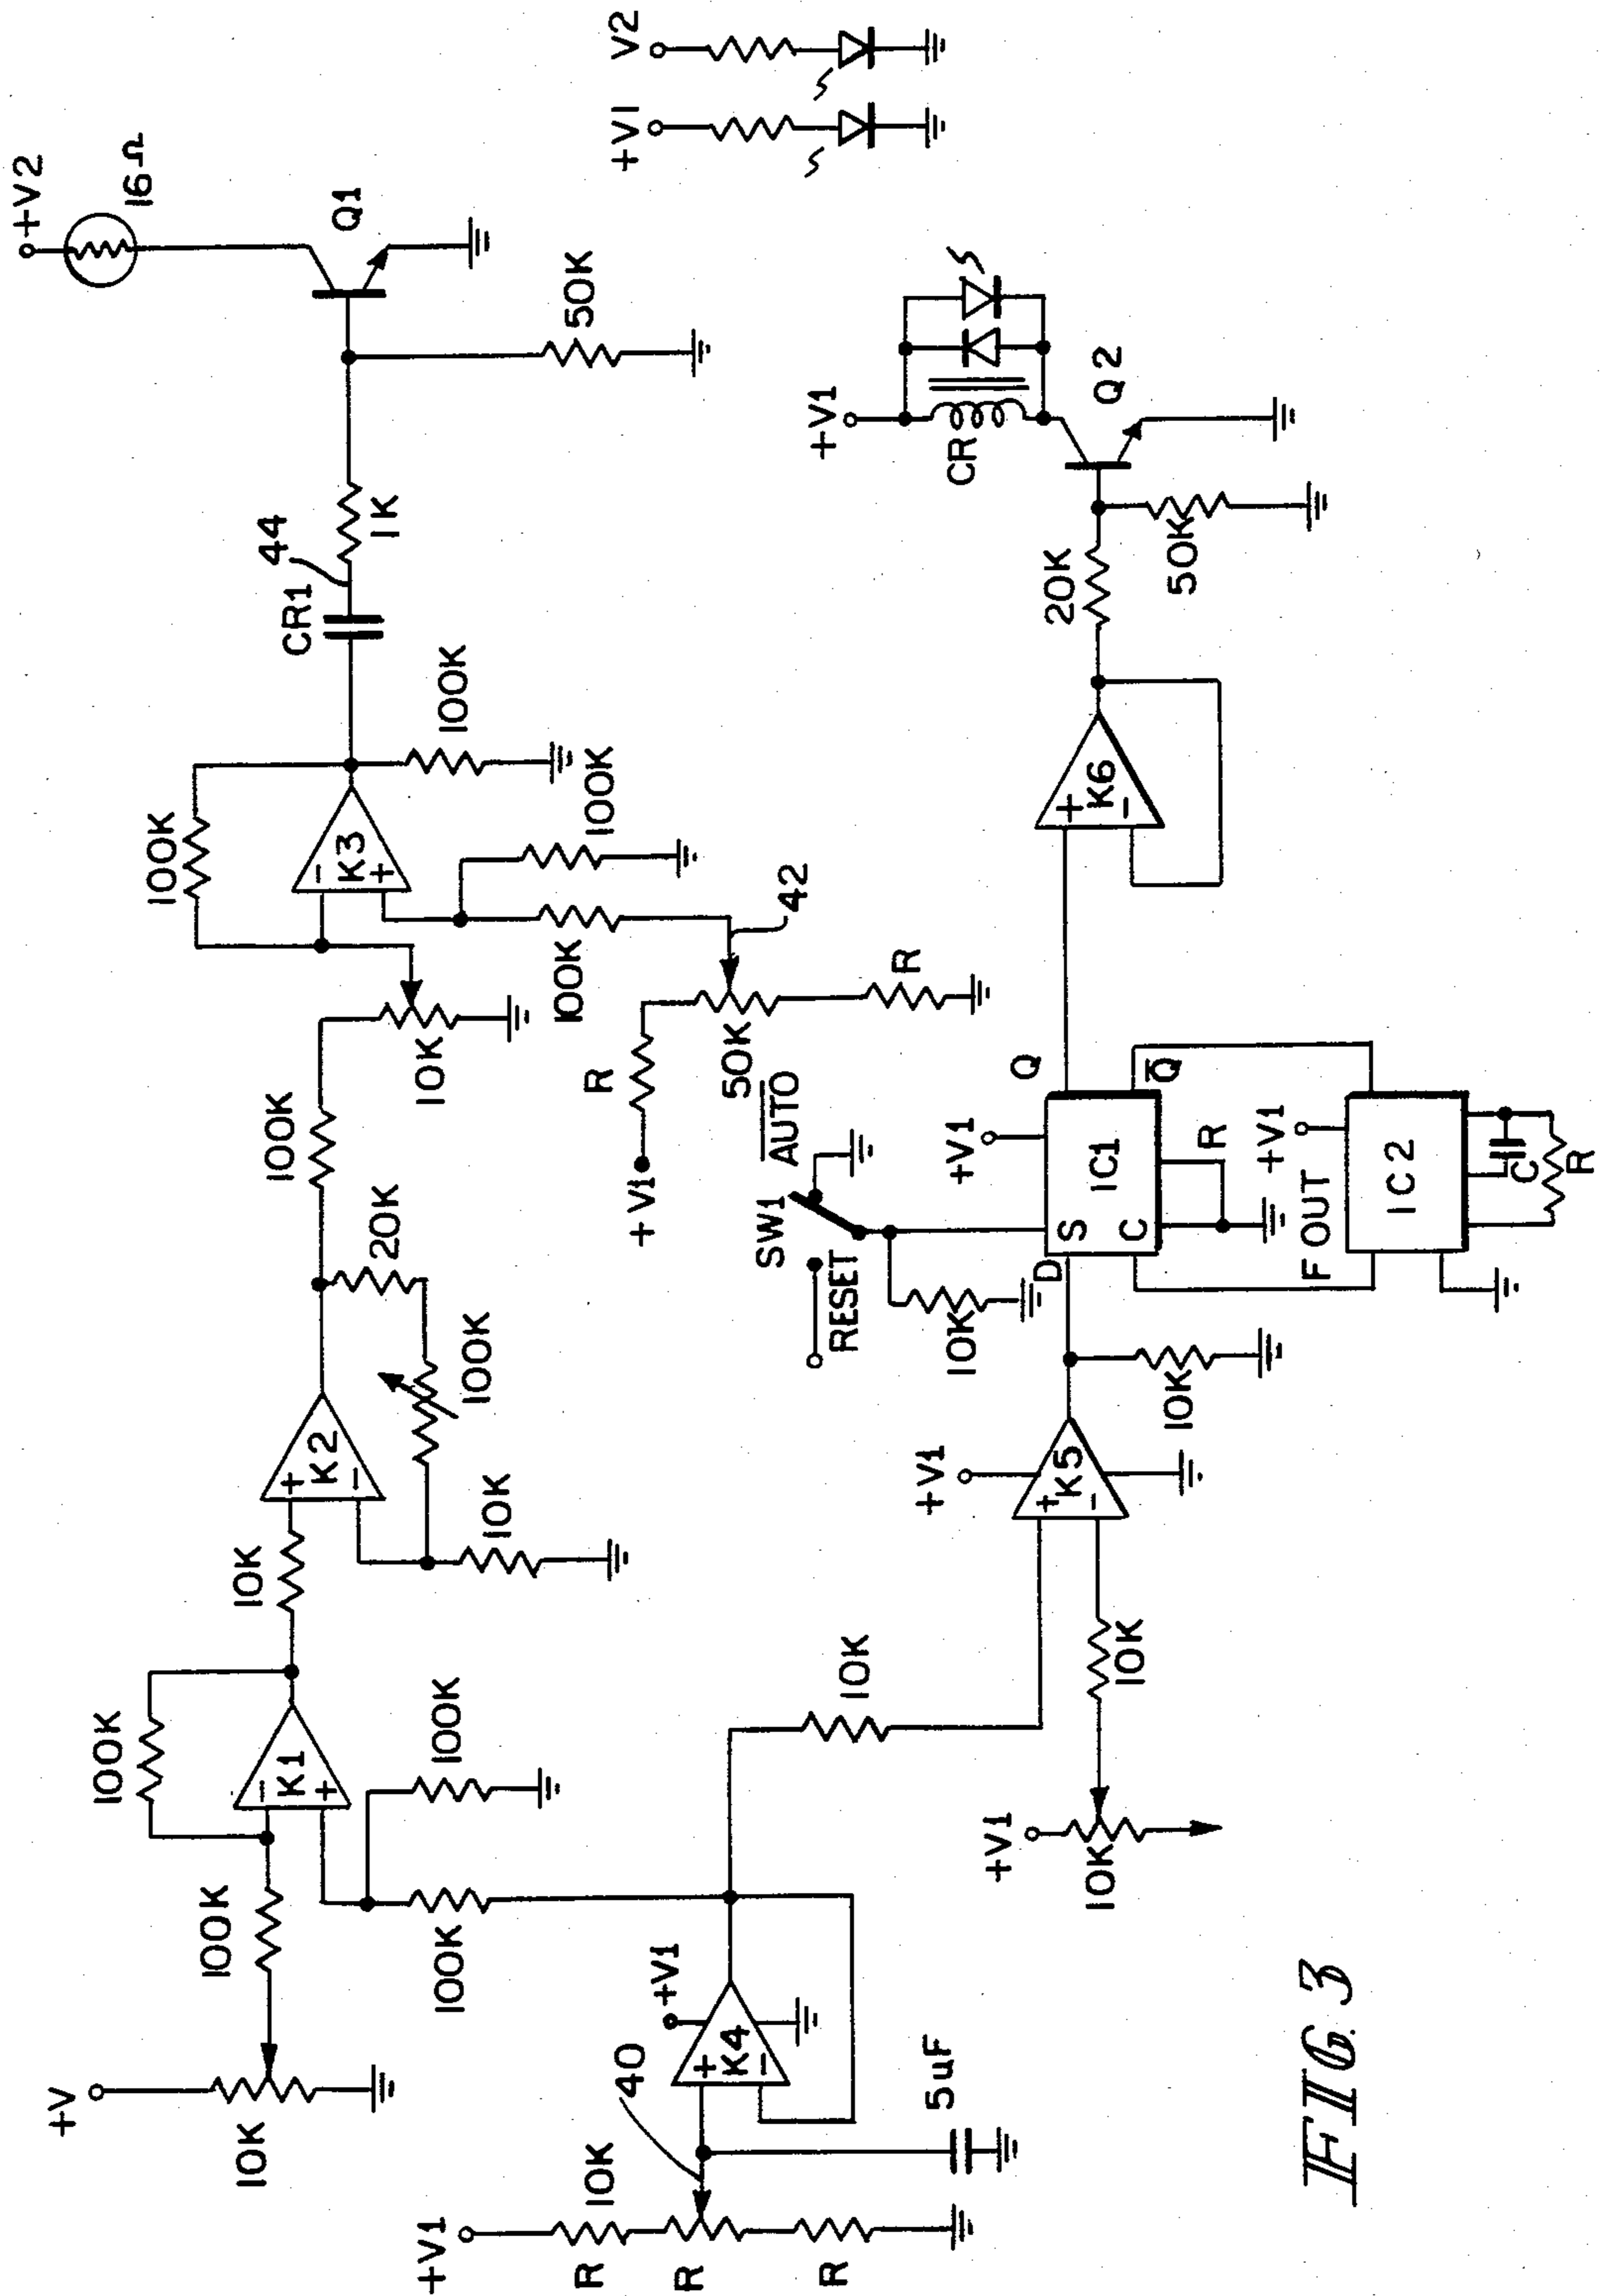 +V2
16Ω
Q1
+V1
V2
50K
1K
44
CR1
100K
100K
K3
- +
100K
100K
42
10K
R
50K
R
+V1
100K
20K
100K
K2
+ -
10K
10K
100K
K1
- +
100K
100K
100K
+V
10K
+V1
CR
Q2
20K
50K
K6
+ -
AUTO
SW1
RESET
10K
+V1
Q
Q̅
IC1
S
D
C
R
+V1
F OUT
IC2
C
R
+V1
K5
+ -
10K
10K
10K
+V1
10K
+V1
K4
+ -
40
5uF
10K
+V1
R
R
R
FIG. 3